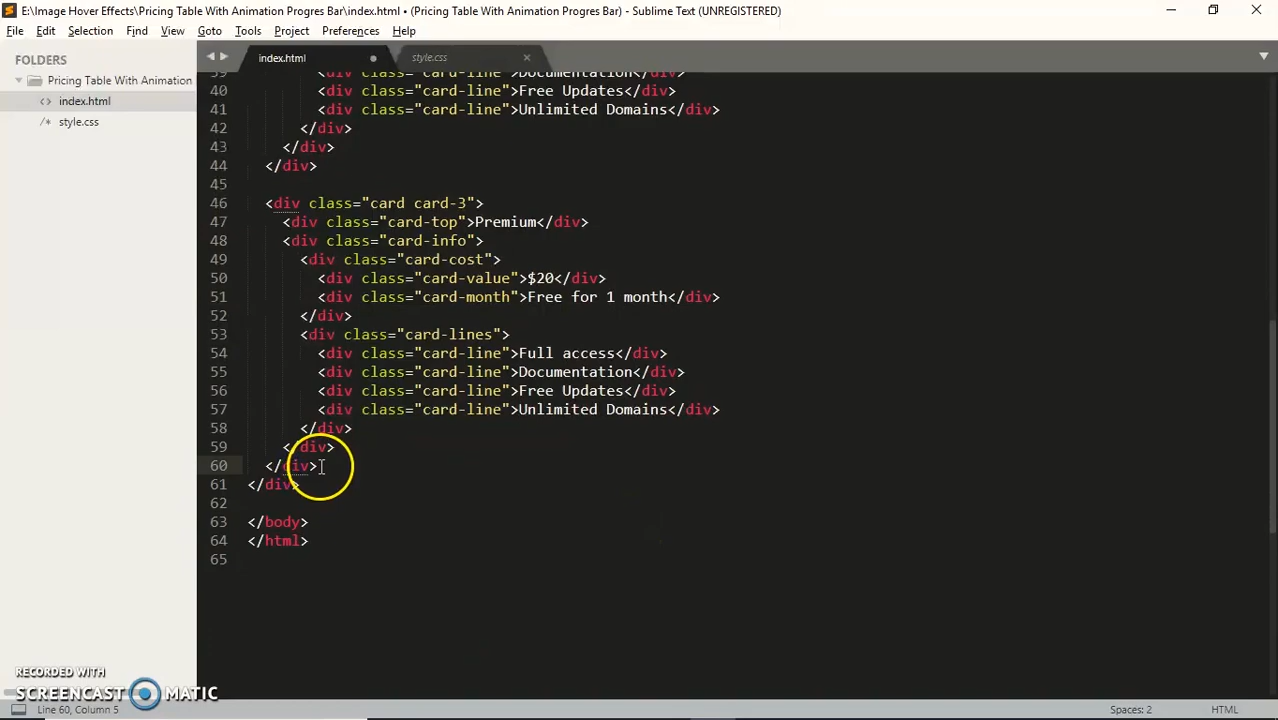 E:\Image Hover Effects\Pricing Table With Animation Progres Bar\index.html • (Pricing Table With Animation Progres Bar) - Sublime Text (UNREGISTERED)
File Edit Selection Find View Goto Tools Project Preferences Help
FOLDERS
Pricing Table With Animation
<> index.html
/* style.css
index.html
style.css
39 <div class="card-line">Documentation</div>
40 <div class="card-line">Free Updates</div>
41 <div class="card-line">Unlimited Domains</div>
42 </div>
43 </div>
44 </div>
45
46 <div class="card card-3">
47 <div class="card-top">Premium</div>
48 <div class="card-info">
49 <div class="card-cost">
50 <div class="card-value">$20</div>
51 <div class="card-month">Free for 1 month</div>
52 </div>
53 <div class="card-lines">
54 <div class="card-line">Full access</div>
55 <div class="card-line">Documentation</div>
56 <div class="card-line">Free Updates</div>
57 <div class="card-line">Unlimited Domains</div>
58 </div>
59 </div>
60 </div>
61 </div>
62
63 </body>
64 </html>
65
RECORDED WITH
SCREENCAST MATIC
Line 60, Column 5
Spaces: 2
HTML